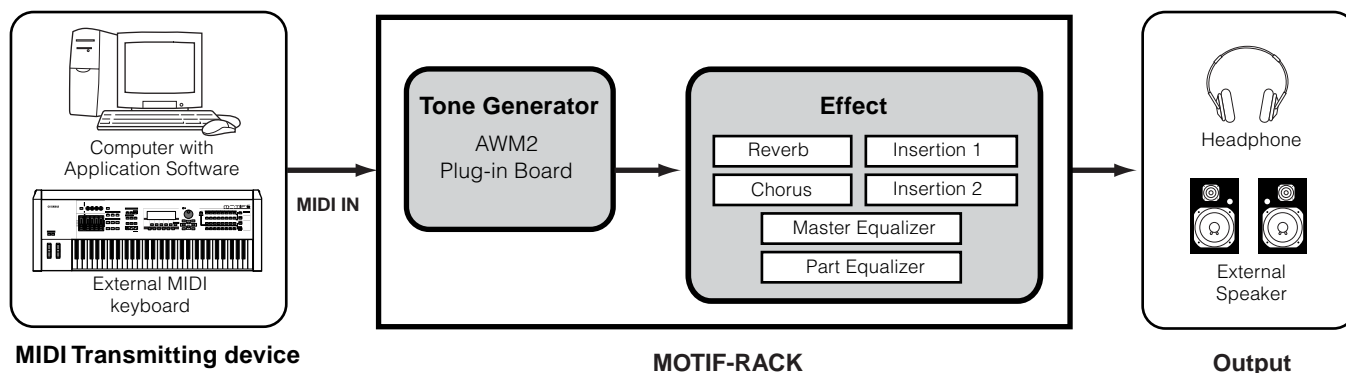 Computer with
Application Software
External MIDI
keyboard
MIDI Transmitting device
MIDI IN
Tone Generator
AWM2
Plug-in Board
Effect
Reverb
Insertion 1
Chorus
Insertion 2
Master Equalizer
Part Equalizer
MOTIF-RACK
Headphone
External
Speaker
Output